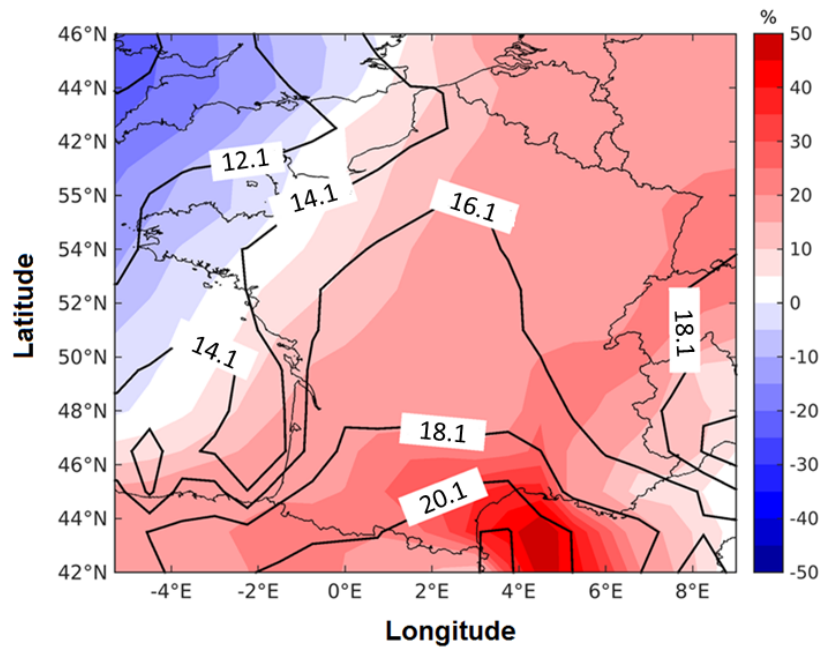 %
46°N
50
44°N
40
42°N
30
12.1
55°N
20
14.1
16.1
54°N
10
52°N
0
18.1
14.1
50°N
-10
48°N
-20
18.1
46°N
-30
20.1
44°N
-40
42°N
-50
-4°E
-2°E
0°E
2°E
4°E
6°E
8°E
Latitude
Longitude